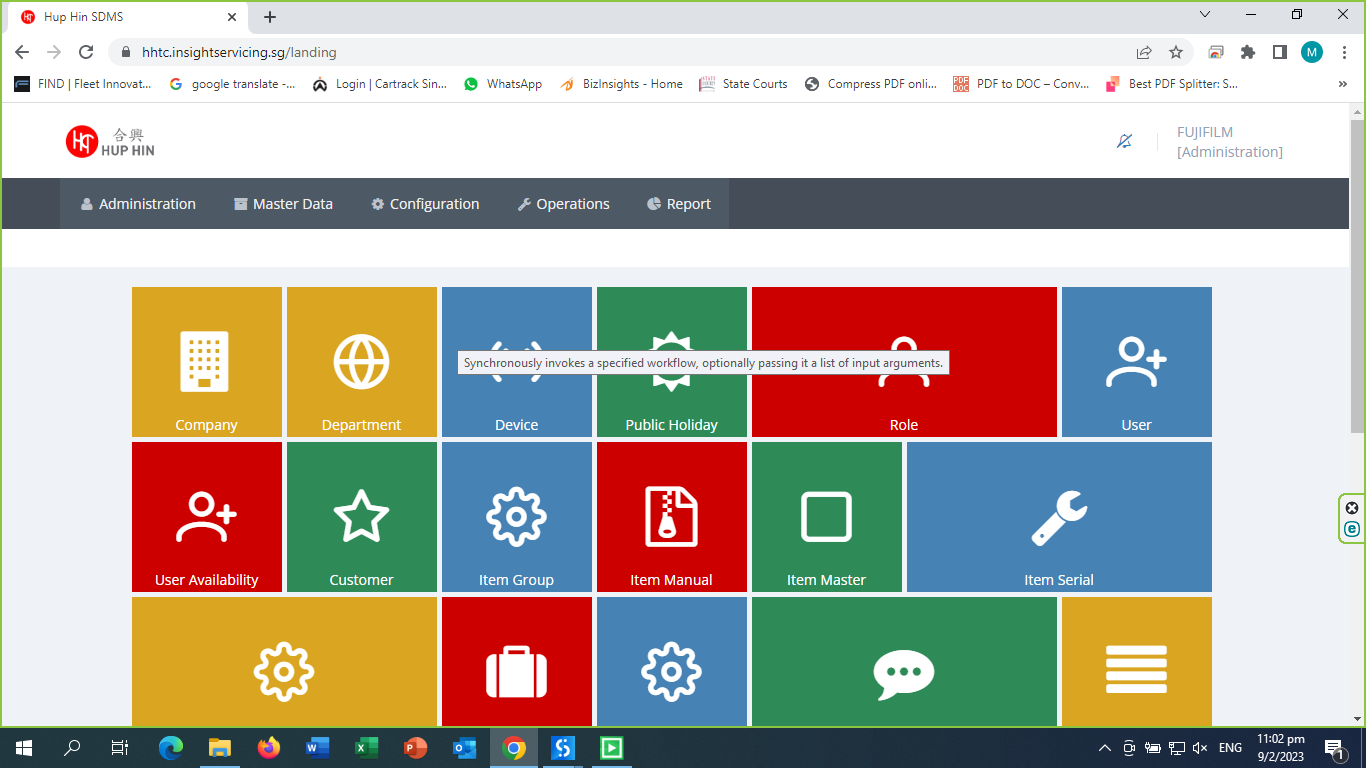 Hup Hin SDMS
hhtc.insightservicing.sg/landing
M
FIND | Fleet Innovat...
google translate -...
Login | Cartrack Sin...
WhatsApp
BizInsights - Home
State Courts
Compress PDF onli...
PDF to DOC – Conv...
Best PDF Splitter: S...
»
合興
HUP HIN
FUJIFILM
[Administration]
Administration
Master Data
Configuration
Operations
Report
Synchronously invokes a specified workflow, optionally passing it a list of input arguments.
Company
Department
Device
Public Holiday
Role
User
User Availability
Customer
Item Group
Item Manual
Item Master
Item Serial
ENG
11:02 pm
9/2/2023
1